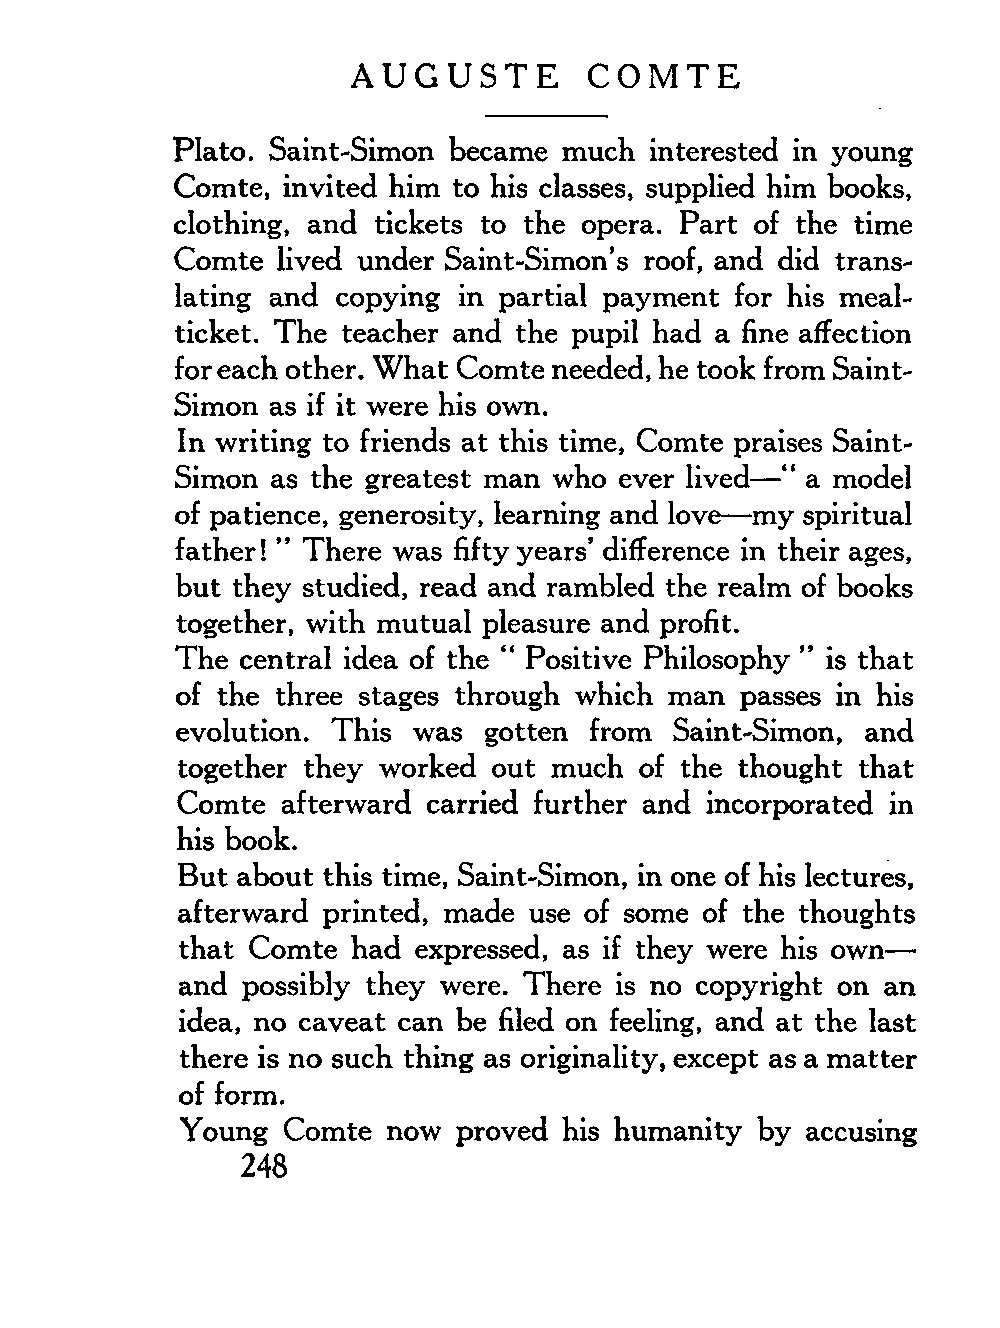 AUGUSTE COMTE
Plato. Saint-Simon became much interested in young
Comte, invited him to his classes, supplied him books,
clothing, and tickets to the opera. Part of the time
Comte lived under Saint-Simon's roof, and did trans-
lating and copying in partial payment for his meal-
ticket. The teacher and the pupil had a fine affection
for each other. What Comte needed, he took from Saint-
Simon as if it were his own.
In writing to friends at this time, Comte praises Saint-
Simon as the greatest man who ever lived—“ a model
of patience, generosity, learning and love—my spiritual
father! ” There was fifty years’ difference in their ages,
but they studied, read and rambled the realm of books
together, with mutual pleasure and profit.
The central idea of the “ Positive Philosophy ” is that
of the three stages through which man passes in his
evolution. This was gotten from Saint-Simon, and
together they worked out much of the thought that
Comte afterward carried further and incorporated in
his book.
But about this time, Saint-Simon, in one of his lectures,
afterward printed, made use of some of the thoughts
that Comte had expressed, as if they were his own—
and possibly they were. There is no copyright on an
idea, no caveat can be filed on feeling, and at the last
there is no such thing as originality, except as a matter
of form.
Young Comte now proved his humanity by accusing
248